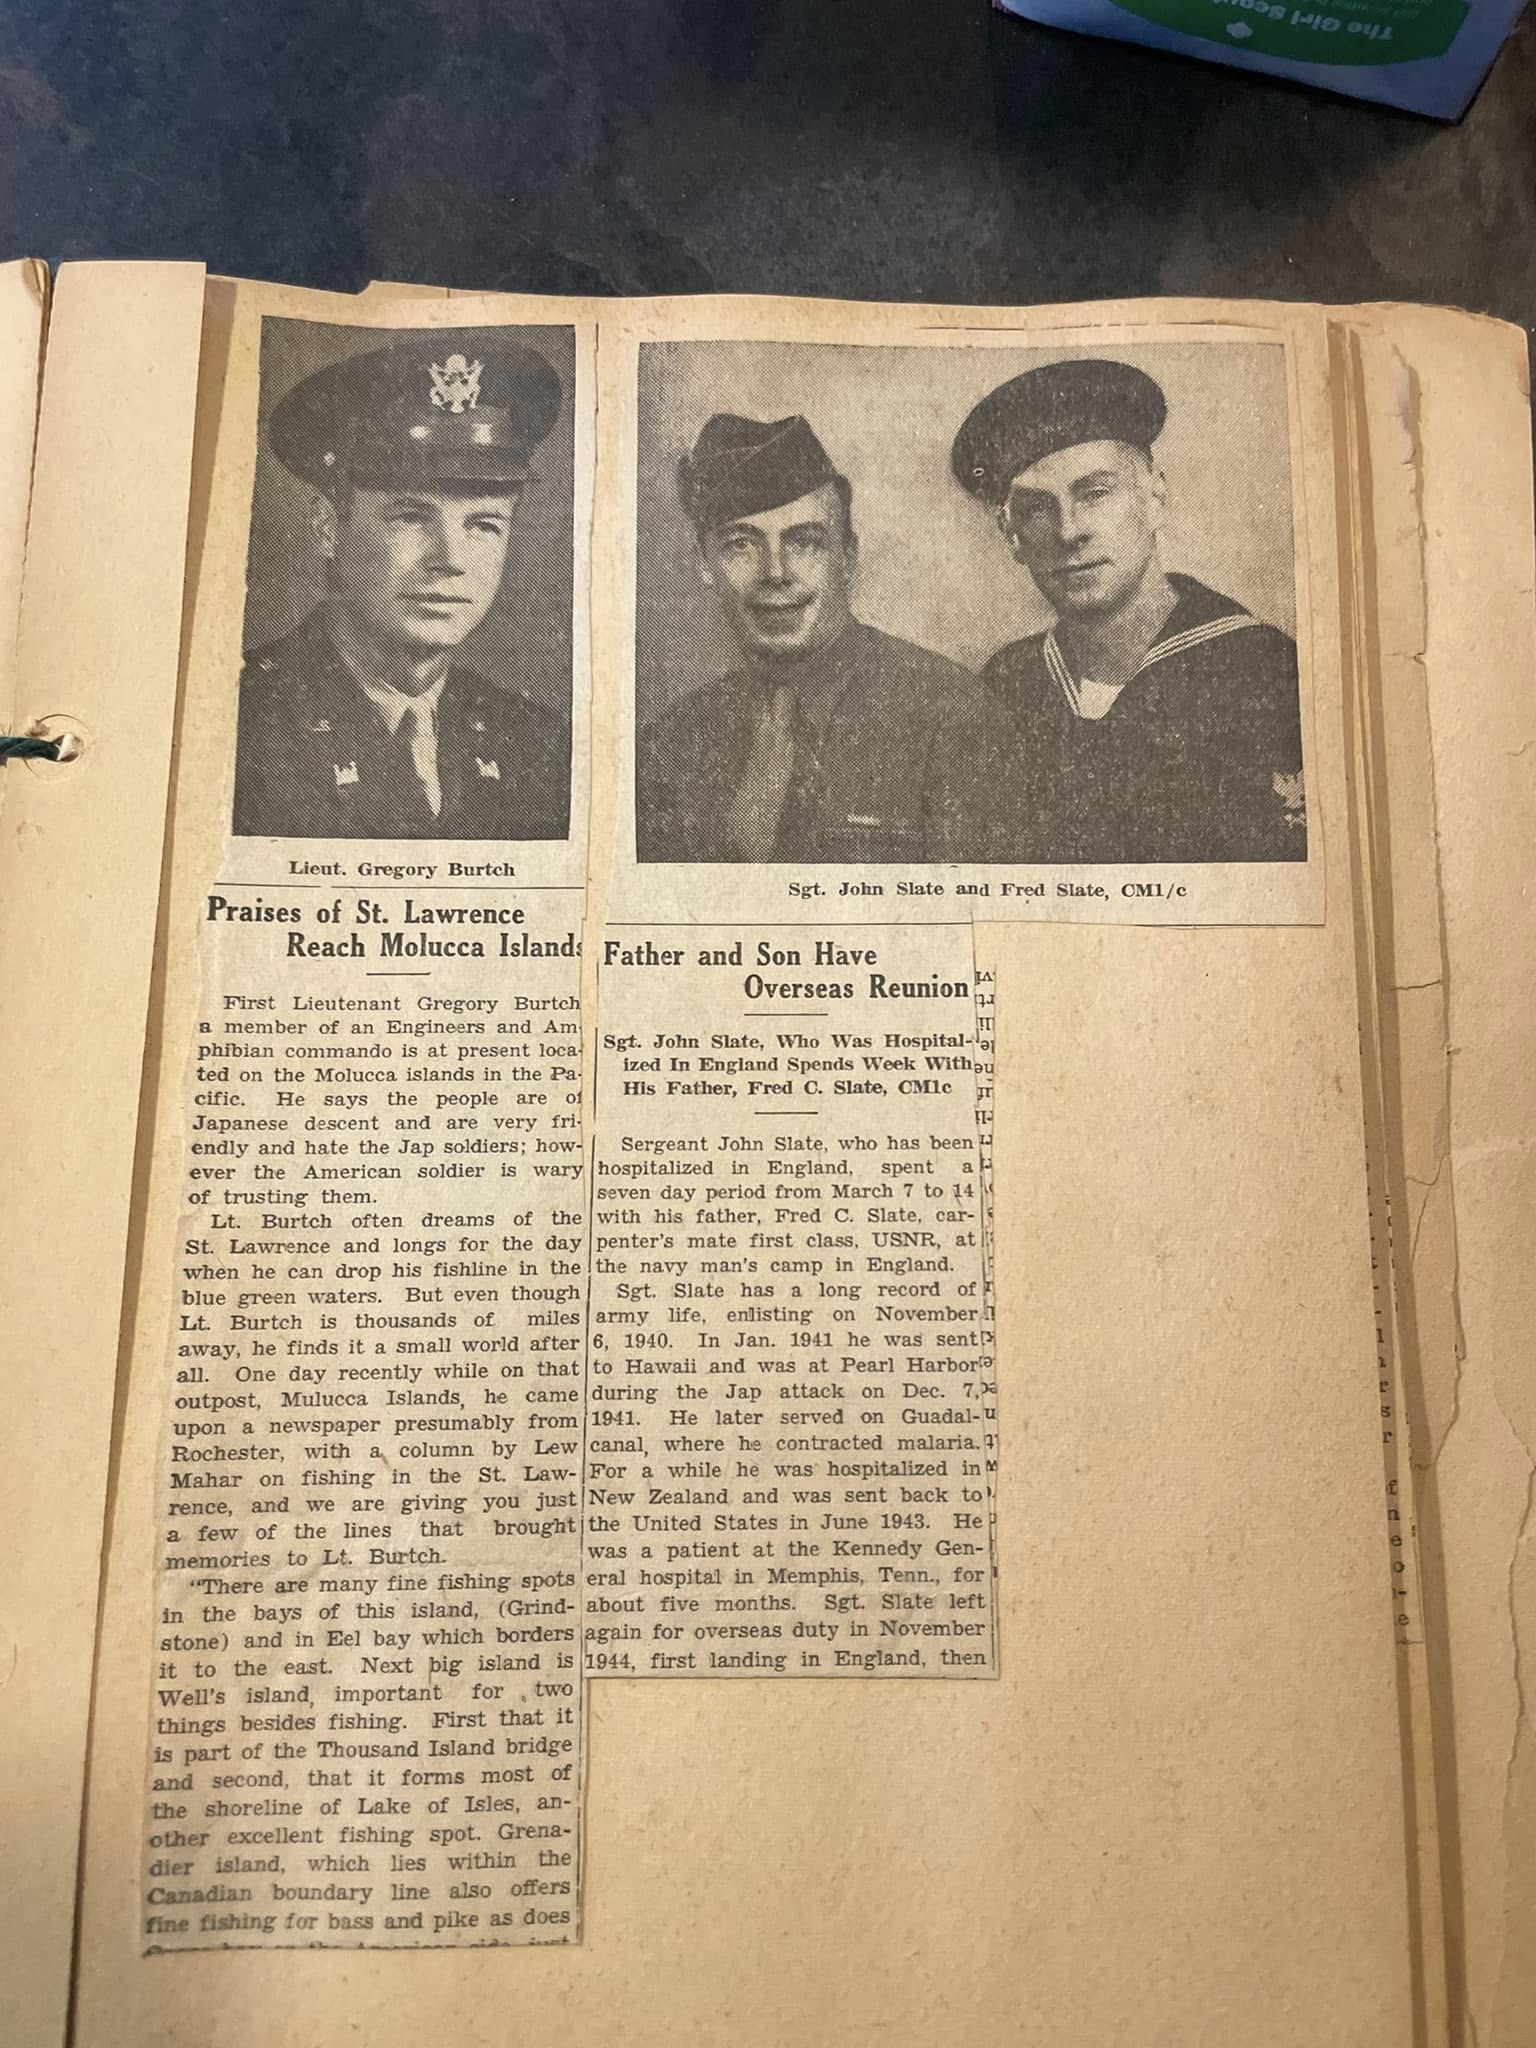 The Girl Scout
Lieut. Gregory Burtch
Praises of St. Lawrence
Reach Molucca Islands
First Lieutenant Gregory Burtch
a member of an Engineers and Am-
phibian commando is at present loca-
ted on the Molucca islands in the Pa-
cific. He says the people are of
Japanese descent and are very fri-
endly and hate the Jap soldiers; how-
ever the American soldier is wary
of trusting them.
Lt. Burtch often dreams of the
St. Lawrence and longs for the day
when he can drop his fishline in the
blue green waters. But even though
Lt. Burtch is thousands of miles
away, he finds it a small world after
all. One day recently while on that
outpost, Mulucca Islands, he came
upon a newspaper presumably from
Rochester, with a column by Lew
Mahar on fishing in the St. Law-
rence, and we are giving you just
a few of the lines that brought
memories to Lt. Burtch.
"There are many fine fishing spots
in the bays of this island, (Grind-
stone) and in Eel bay which borders
it to the east. Next big island is
Well's island, important for two
things besides fishing. First that it
is part of the Thousand Island bridge
and second, that it forms most of
the shoreline of Lake of Isles, an-
other excellent fishing spot. Grena-
dier island, which lies within the
Canadian boundary line also offers
fine fishing for bass and pike as does
Sgt. John Slate and Fred Slate, CM1/c
Father and Son Have
Overseas Reunion
Sgt. John Slate, Who Was Hospital-
ized In England Spends Week With
His Father, Fred C. Slate, CM1c
Sergeant John Slate, who has been
hospitalized in England, spent a
seven day period from March 7 to 14
with his father, Fred C. Slate, car-
penter's mate first class, USNR, at
the navy man's camp in England.
Sgt. Slate has a long record of
army life, enlisting on November
6, 1940. In Jan. 1941 he was sent
to Hawaii and was at Pearl Harbor
during the Jap attack on Dec. 7,
1941. He later served on Guadal-
canal, where he contracted malaria.
For a while he was hospitalized in
New Zealand and was sent back to
the United States in June 1943. He
was a patient at the Kennedy Gen-
eral hospital in Memphis, Tenn., for
about five months. Sgt. Slate left
again for overseas duty in November
1944, first landing in England, then